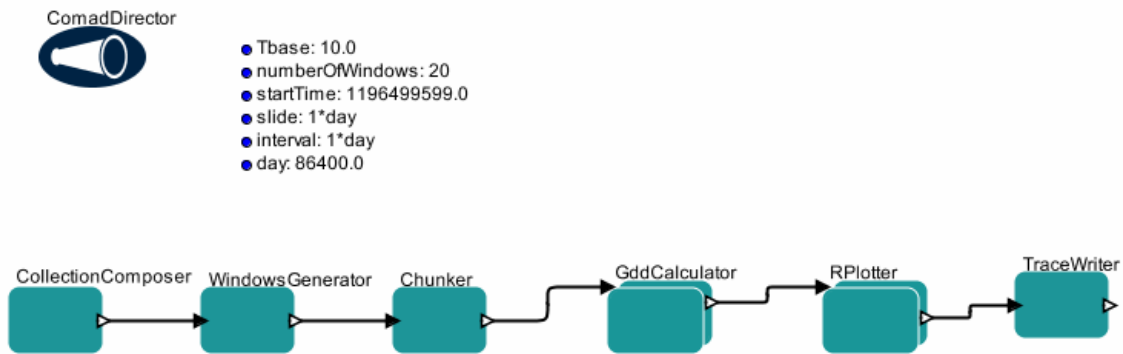 ComadDirector
Tbase: 10.0
numberOfWindows: 20
startTime: 1196499599.0
slide: 1*day
interval: 1*day
day: 86400.0
CollectionComposer
WindowsGenerator
Chunker
GddCalculator
RPlotter
TraceWriter